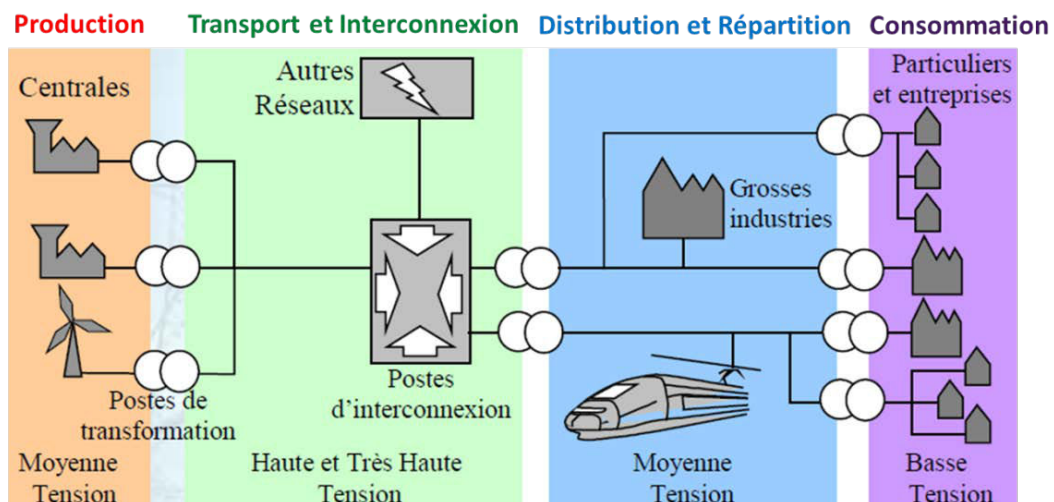 Production
Transport et Interconnexion
Distribution et Répartition
Consommation
Centrales
Autres
Réseaux
Particuliers
et entreprises
Grosses
industries
Postes
d’interconnexion
Postes de
transformation
Moyenne
Tension
Haute et Très Haute
Tension
Moyenne
Tension
Basse
Tension